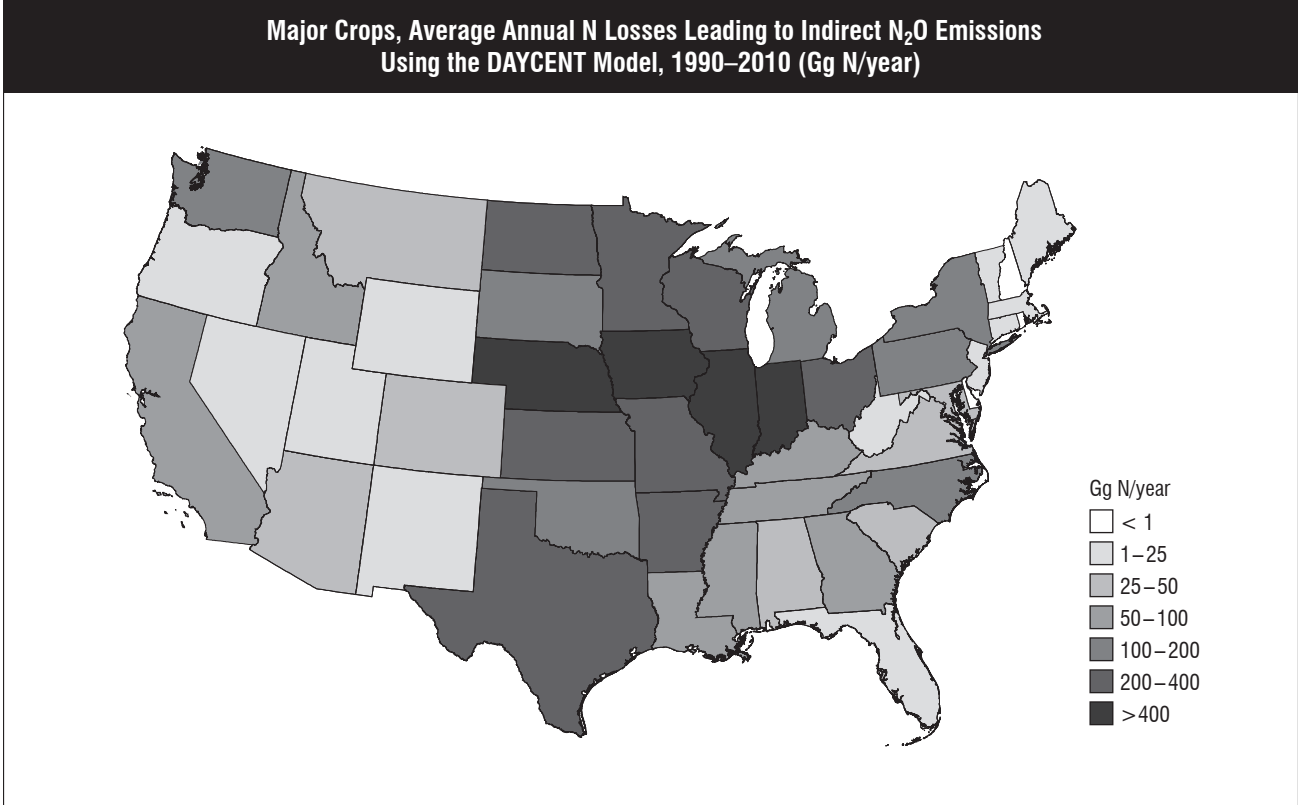 Major Crops, Average Annual N Losses Leading to Indirect N₂O Emissions
Using the DAYCENT Model, 1990–2010 (Gg N/year)
Gg N/year
< 1
1–25
25–50
50–100
100–200
200–400
>400